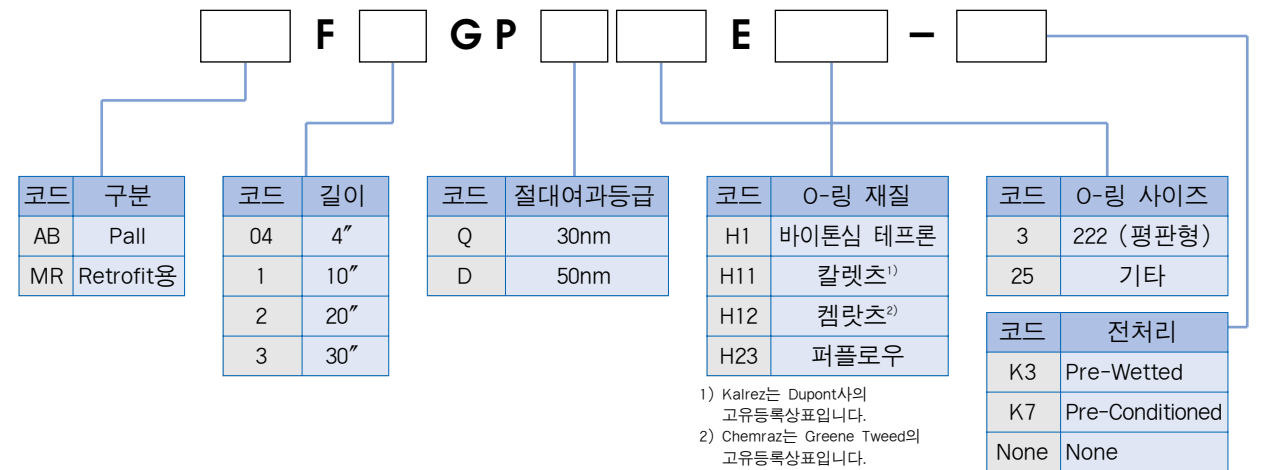 F G P E –
코드 구분
AB Pall
MR Retrofit용
코드 길이
04 4″
1 10″
2 20″
3 30″
코드 절대여과등급
Q 30nm
D 50nm
코드 O-링 재질
H1 바이톤심 테프론
H11 칼렛츠1)
H12 켐랏츠2)
H23 퍼플로우
1) Kalrez는 Dupont사의
고유등록상표입니다.
2) Chemraz는 Greene Tweed의
고유등록상표입니다.
코드 O-링 사이즈
3 222 (평판형)
25 기타
코드 전처리
K3 Pre-Wetted
K7 Pre-Conditioned
None None